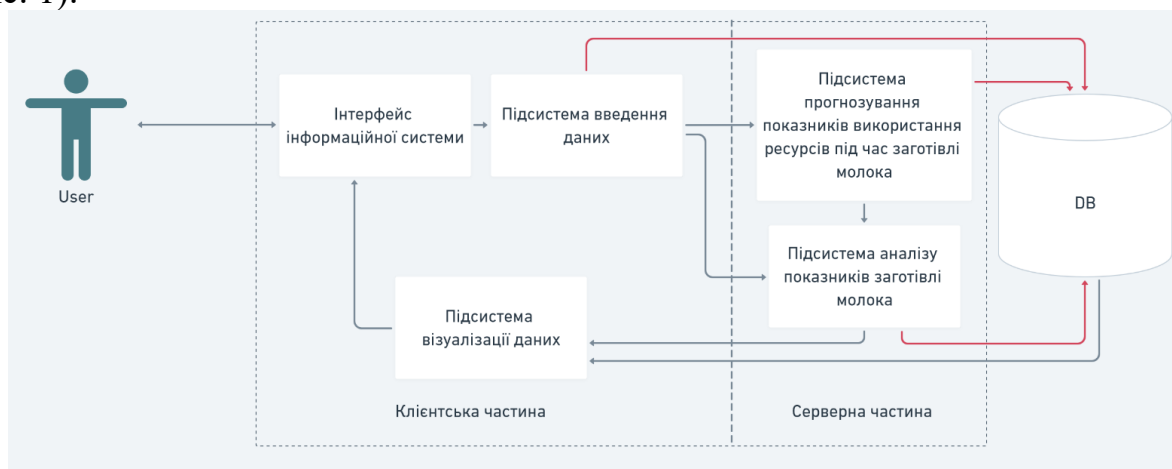 с. 1).
Інтерфейс
інформаційної системи
Підсистема введення
даних
Підсистема
прогнозування
показників використання
ресурсів під час заготівлі
молока
User
DB
Підсистема аналізу
показників заготівлі
молока
Підсистема
візуалізації даних
Клієнтська частина
Серверна частина